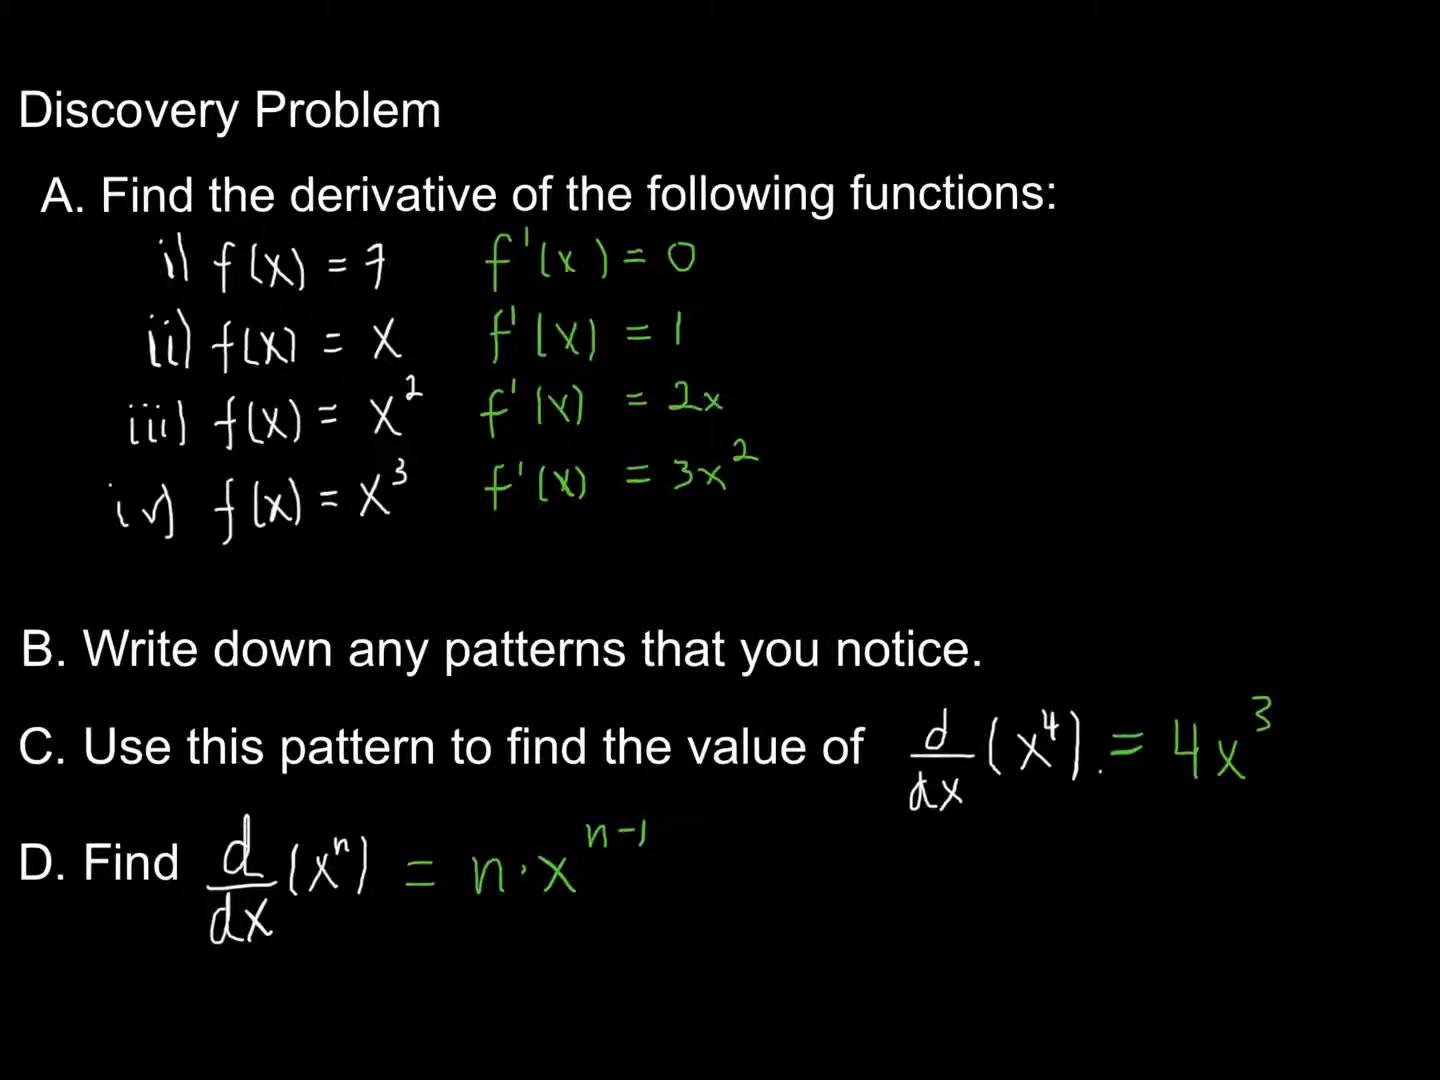 Discovery Problem
A. Find the derivative of the following functions:
i) f(x) = 7 f'(x) = 0
ii) f(x) = x f'(x) = 1
iii) f(x) = x² f'(x) = 2x
iv) f(x) = x³ f'(x) = 3x²
B. Write down any patterns that you notice.
C. Use this pattern to find the value of d/dx (x⁴). = 4x³
D. Find d/dx (xⁿ) = n·xⁿ⁻¹